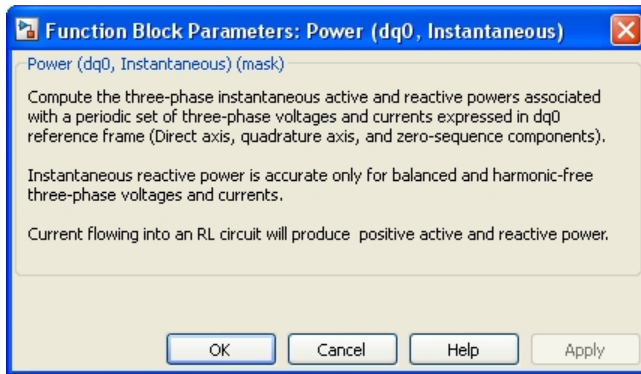 Function Block Parameters: Power (dq0, Instantaneous)
Power (dq0, Instantaneous) (mask)
Compute the three-phase instantaneous active and reactive powers associated
with a periodic set of three-phase voltages and currents expressed in dq0
reference frame (Direct axis, quadrature axis, and zero-sequence components).
Instantaneous reactive power is accurate only for balanced and harmonic-free
three-phase voltages and currents.
Current flowing into an RL circuit will produce positive active and reactive power.
OK Cancel Help Apply